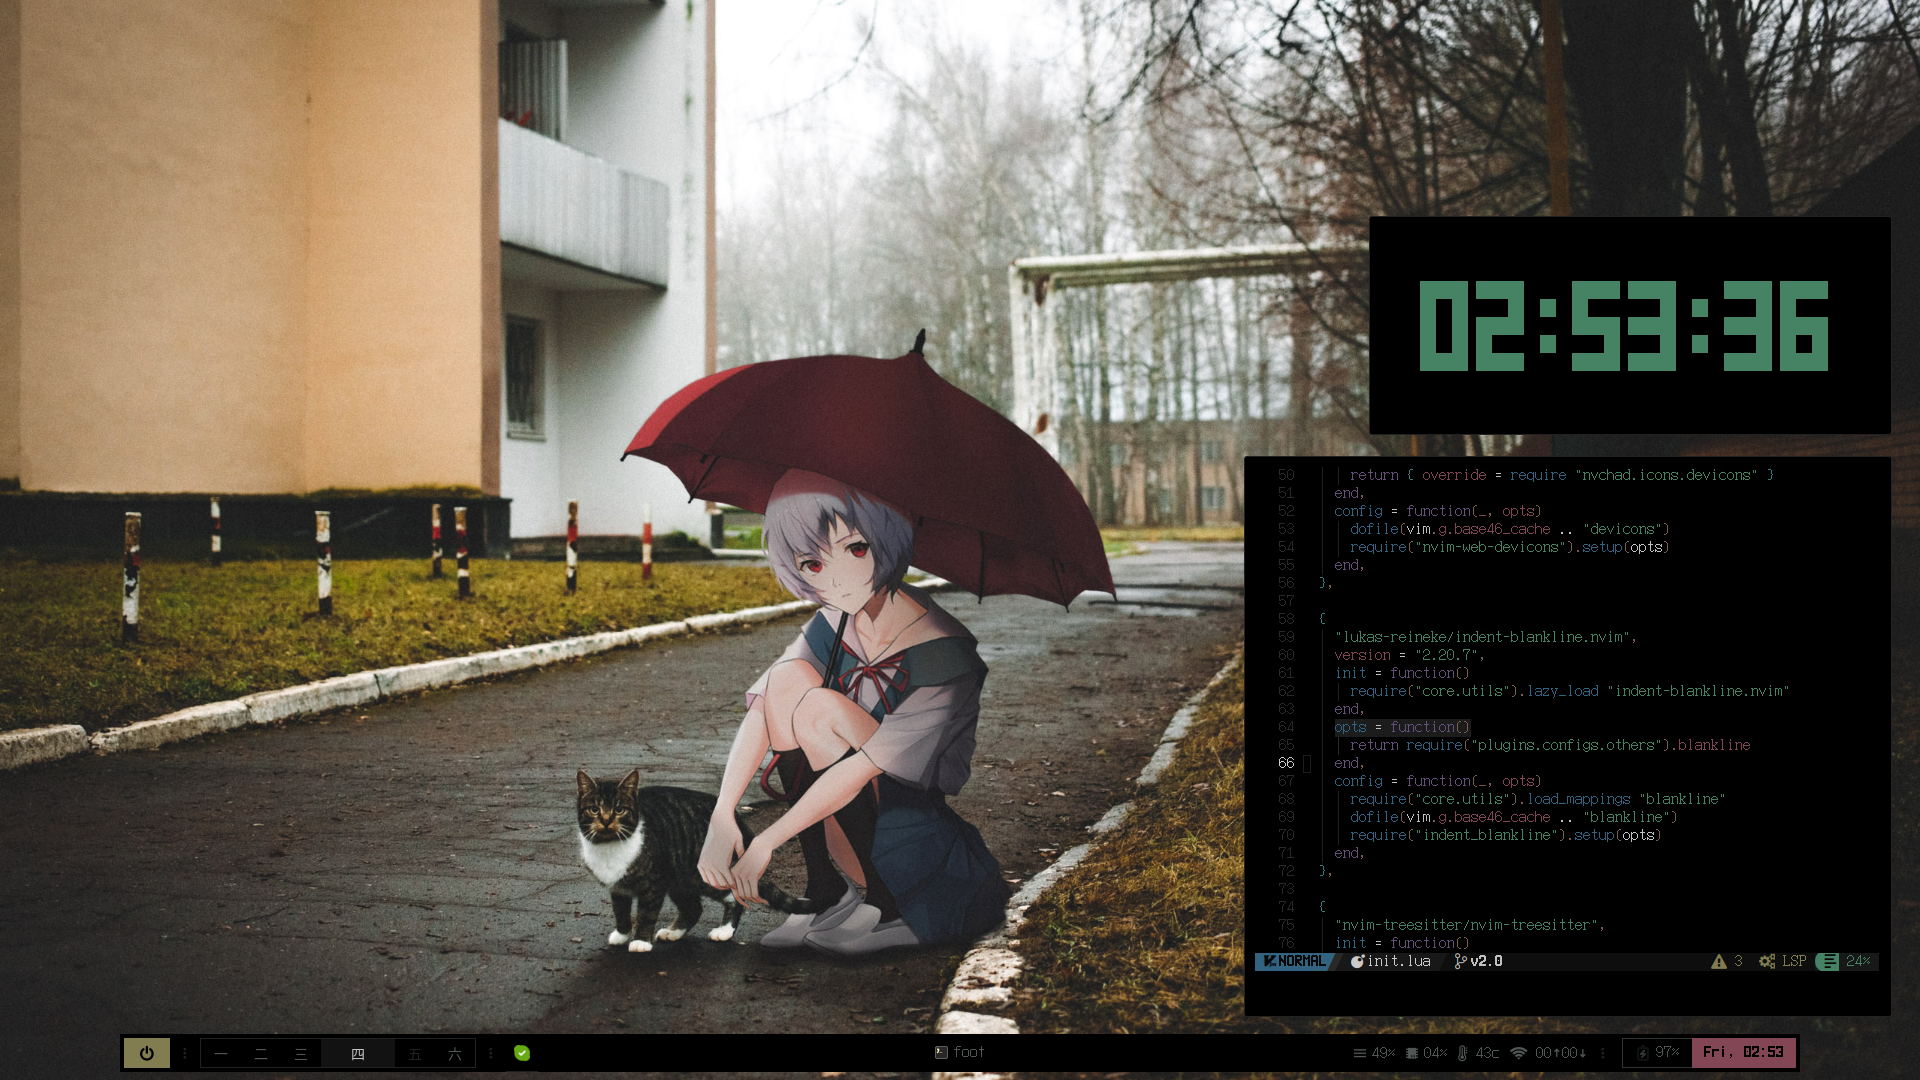 02:53:36
50 return { override = require "nvchad.icons.devicons" }
51 end,
52 config = function(_, opts)
53 dofile(vim.g.base46_cache .. "devicons")
54 require("nvim-web-devicons").setup(opts)
55 end,
56 },
57
58 {
59 "lukas-reineke/indent-blankline.nvim",
60 version = "2.20.7",
61 init = function()
62 require("core.utils").lazy_load "indent-blankline.nvim"
63 end,
64 opts = function()
65 return require("plugins.configs.others").blankline
66 end,
67 config = function(_, opts)
68 require("core.utils").load_mappings "blankline"
69 dofile(vim.g.base46_cache .. "blankline")
70 require("indent_blankline").setup(opts)
71 end,
72 },
73
74 {
75 "nvim-treesitter/nvim-treesitter",
76 init = function()
NORMAL init.lua v2.0 3 LSP 24%
一 二 三 四 五 六 foot 49% 04% 43c 00↑00↓ 97% Fri, 02:53